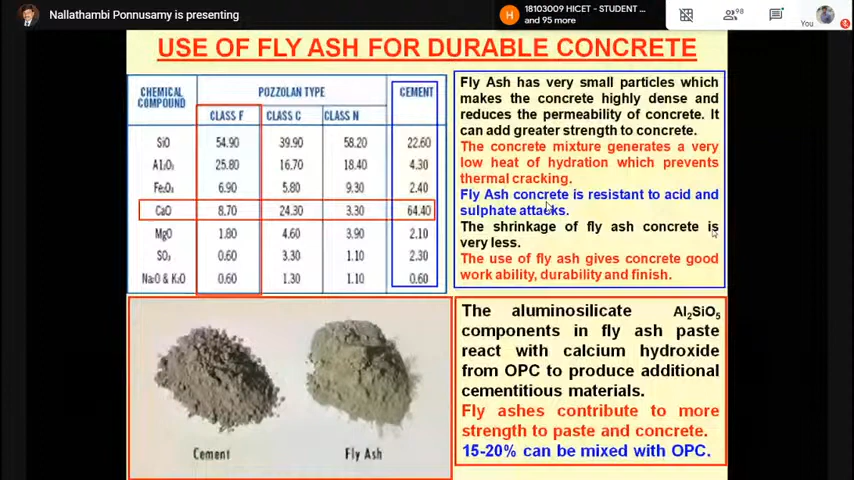 Nallathambi Ponnusamy is presenting
H
18103009 HICET - STUDENT ...
and 95 more
98
You
USE OF FLY ASH FOR DURABLE CONCRETE
CHEMICAL COMPOUND POZZOLAN TYPE CEMENT
CLASS F CLASS C CLASS N
SiO 54.90 39.90 58.20 22.60
Al₂O₃ 25.80 16.70 18.40 4.30
Fe₂O₃ 6.90 5.80 9.30 2.40
CaO 8.70 24.30 3.30 64.40
MgO 1.80 4.60 3.90 2.10
SO₃ 0.60 3.30 1.10 2.30
Na₂O & K₂O 0.60 1.30 1.10 0.60
Fly Ash has very small particles which
makes the concrete highly dense and
reduces the permeability of concrete. It
can add greater strength to concrete.
The concrete mixture generates a very
low heat of hydration which prevents
thermal cracking.
Fly Ash concrete is resistant to acid and
sulphate attacks.
The shrinkage of fly ash concrete is
very less.
The use of fly ash gives concrete good
work ability, durability and finish.
Cement Fly Ash
The aluminosilicate Al₂SiO₅
components in fly ash paste
react with calcium hydroxide
from OPC to produce additional
cementitious materials.
Fly ashes contribute to more
strength to paste and concrete.
15-20% can be mixed with OPC.